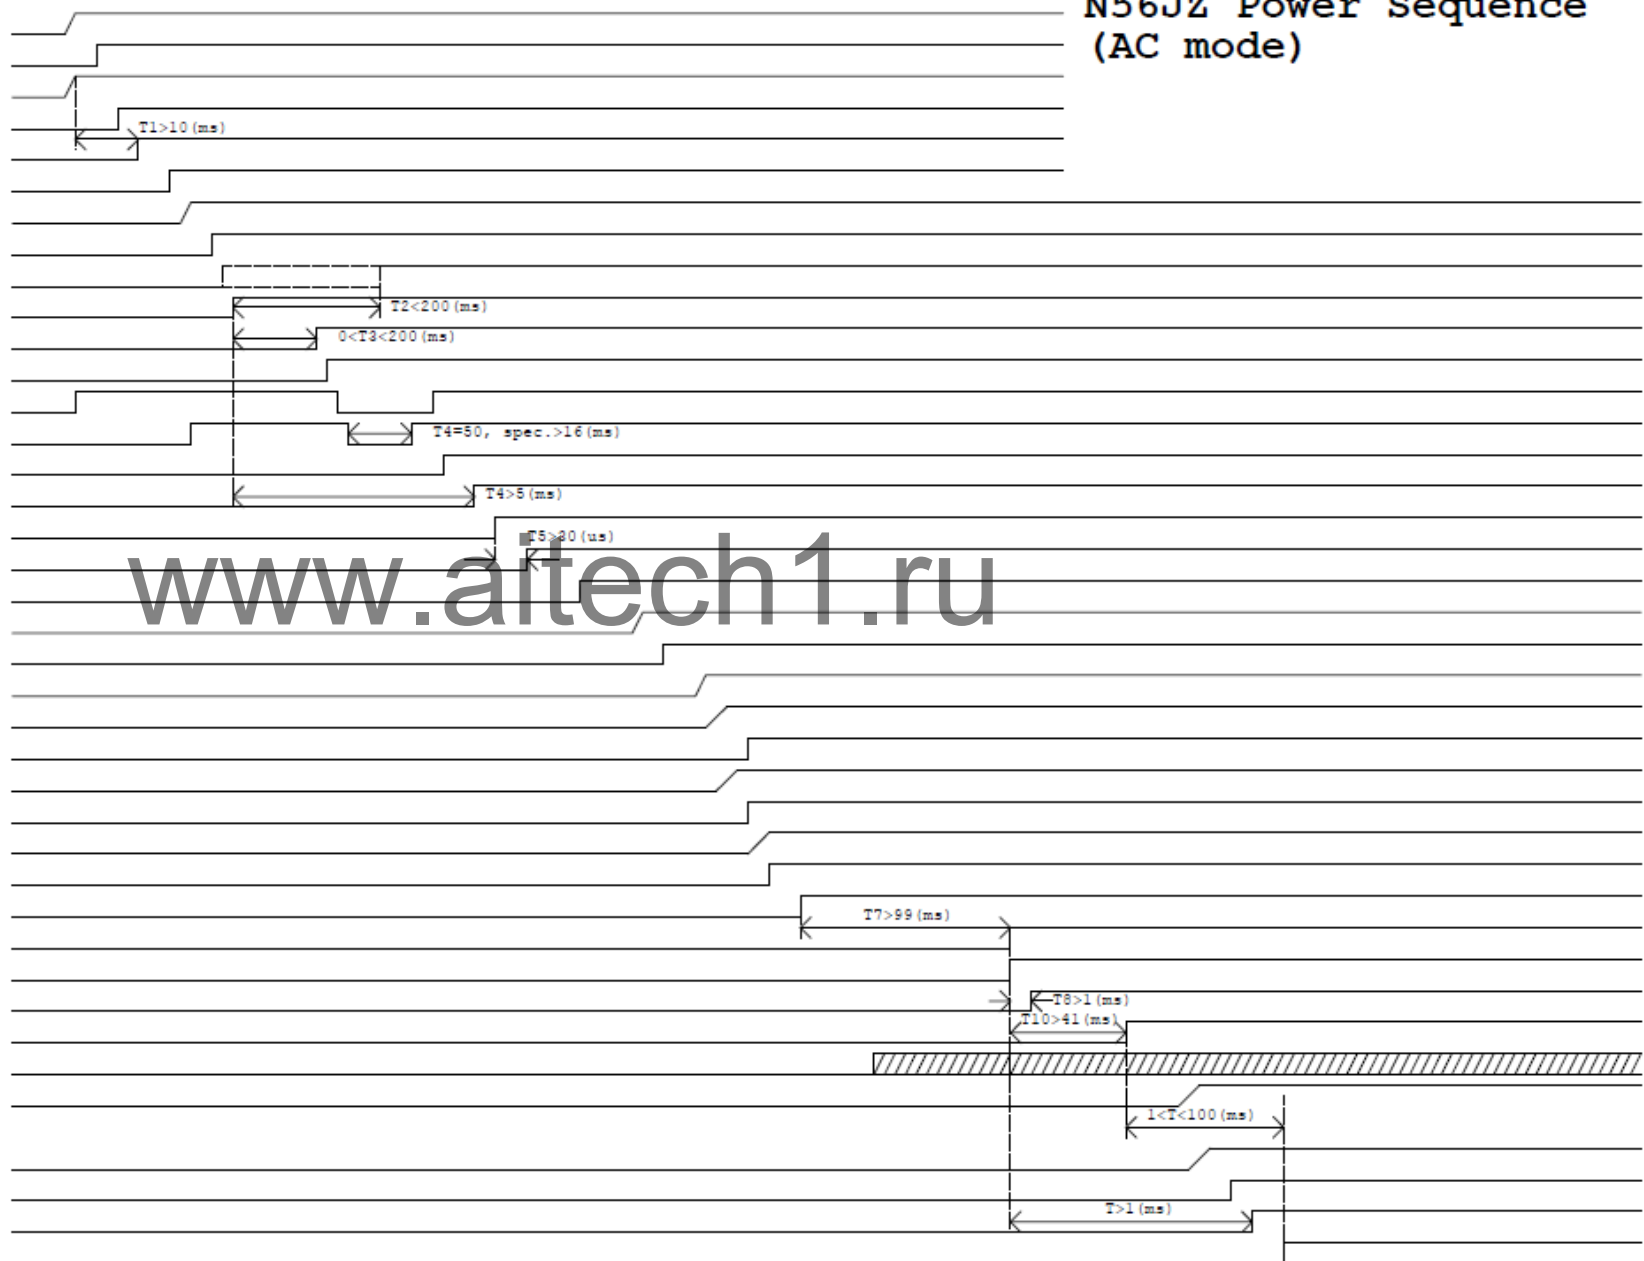 N56JZ Power Sequence
(AC mode)
T1>10(ms)
T2<200(ms)
0<T3<200(ms)
T4=50, spec.>16(ms)
T4>5(ms)
T5>30(us)
www.aitech1.ru
T7>99(ms)
T8>1(ms)
T10>41(ms)
1<T<100(ms)
T>1(ms)